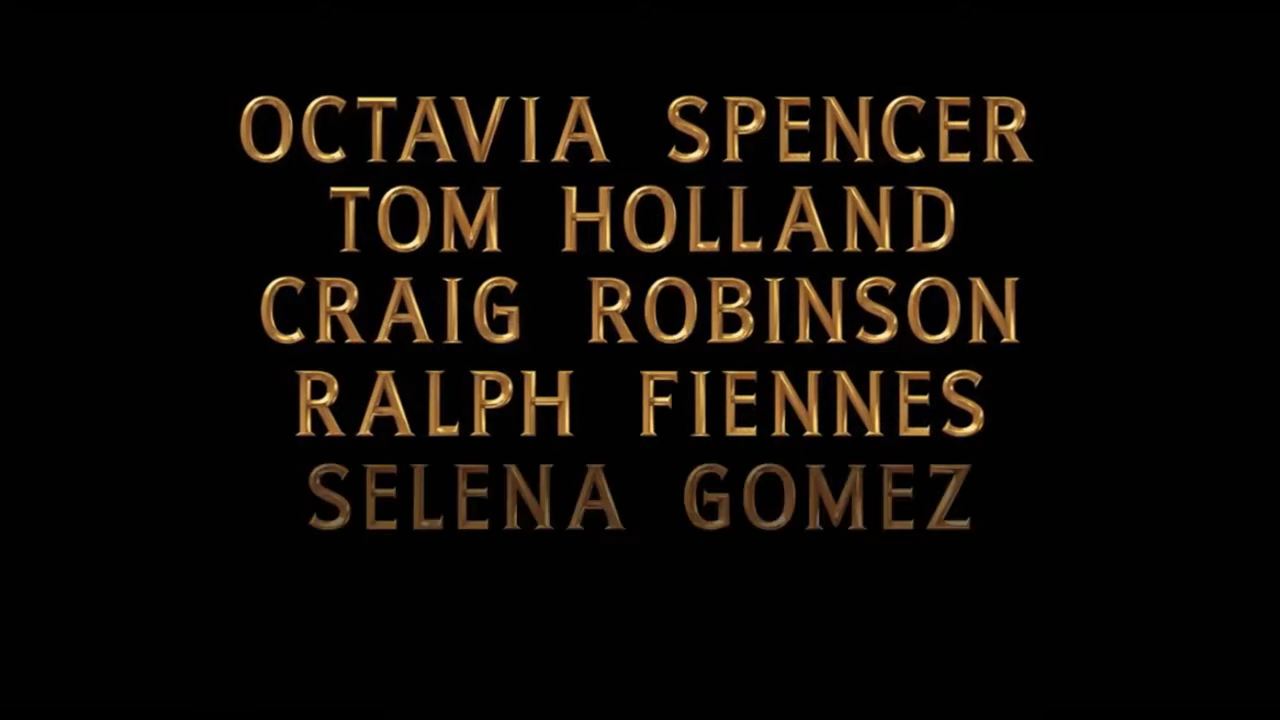 OCTAVIA SPENCER
TOM HOLLAND
CRAIG ROBINSON
RALPH FIENNES
SELENA GOMEZ